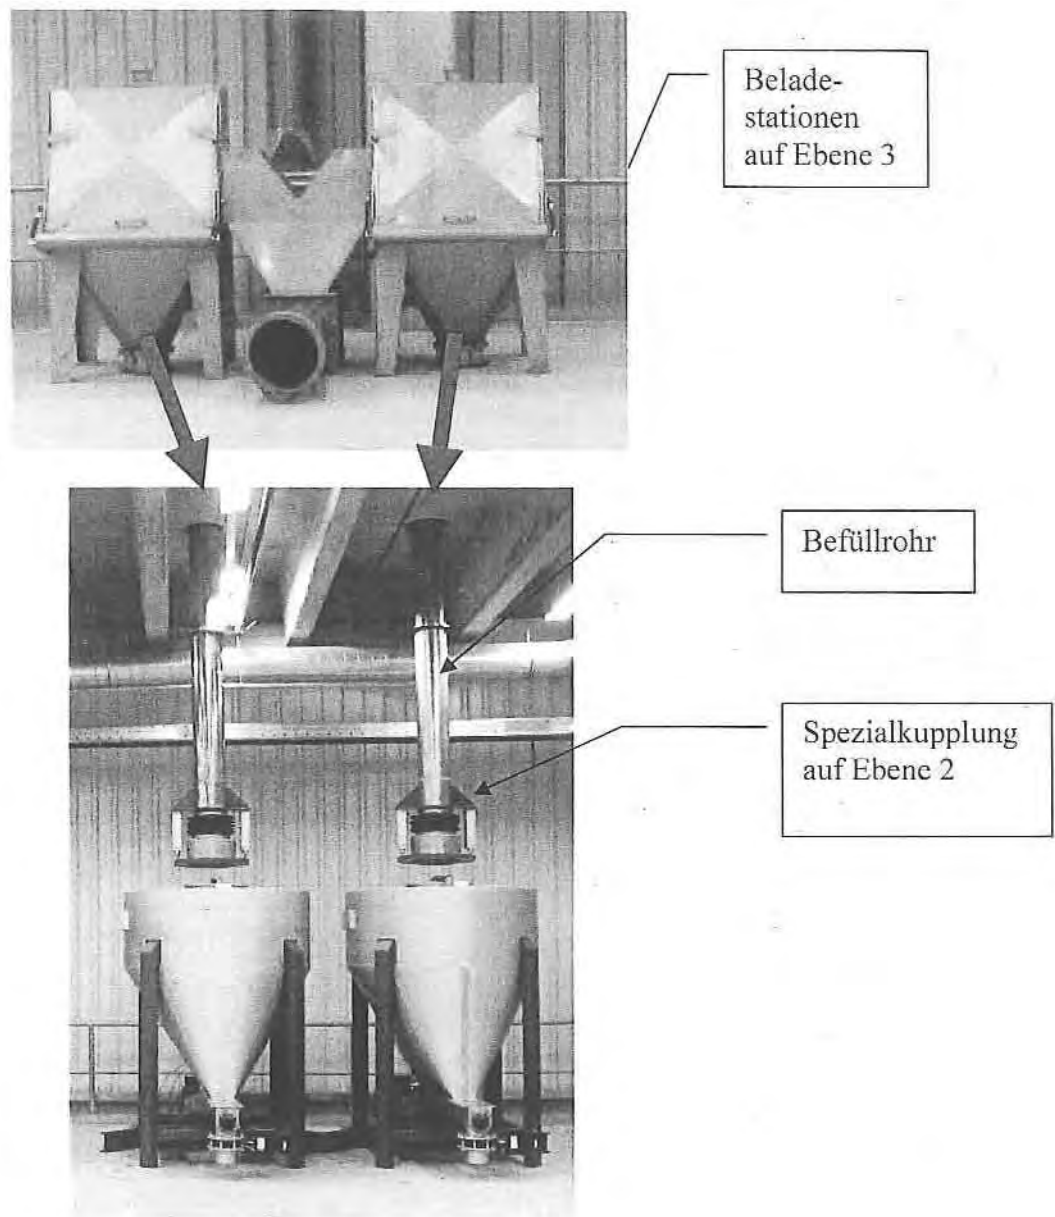 Belade-
stationen
auf Ebene 3
Befüllrohr
Spezialkupplung
auf Ebene 2